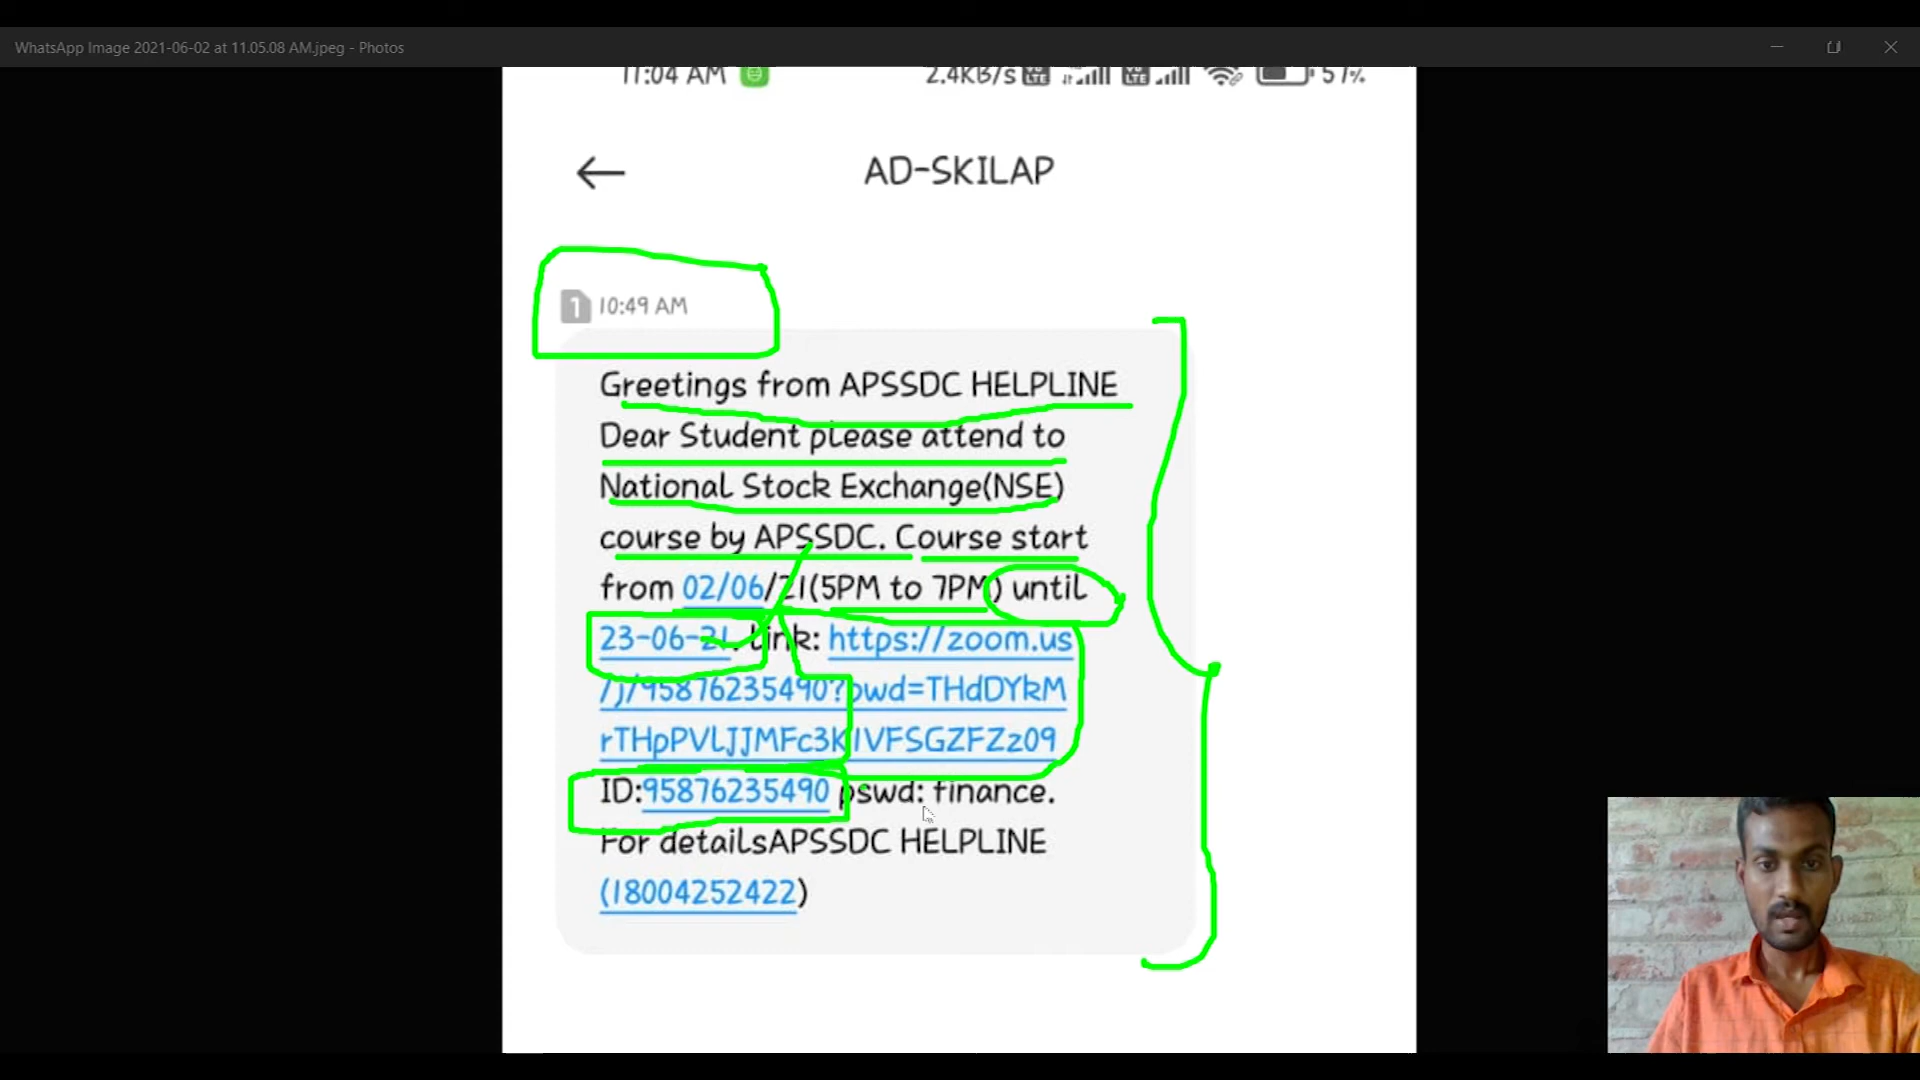 WhatsApp Image 2021-06-02 at 11.05.08 AM.jpeg - Photos
11:04 AM 2.4KB/s 57%
AD-SKILAP
1 10:49 AM
Greetings from APSSDC HELPLINE
Dear Student please attend to
National Stock Exchange(NSE)
course by APSSDC. Course start
from 02/06/21(5PM to 7PM) until
23-06-21. Link: https://zoom.us
/j/95876235490?pwd=THdDYkM
rTHpPVlJJMFc3K1VFSGZFZz09
ID:95876235490 pswd: finance.
For detailsAPSSDC HELPLINE
(18004252422)